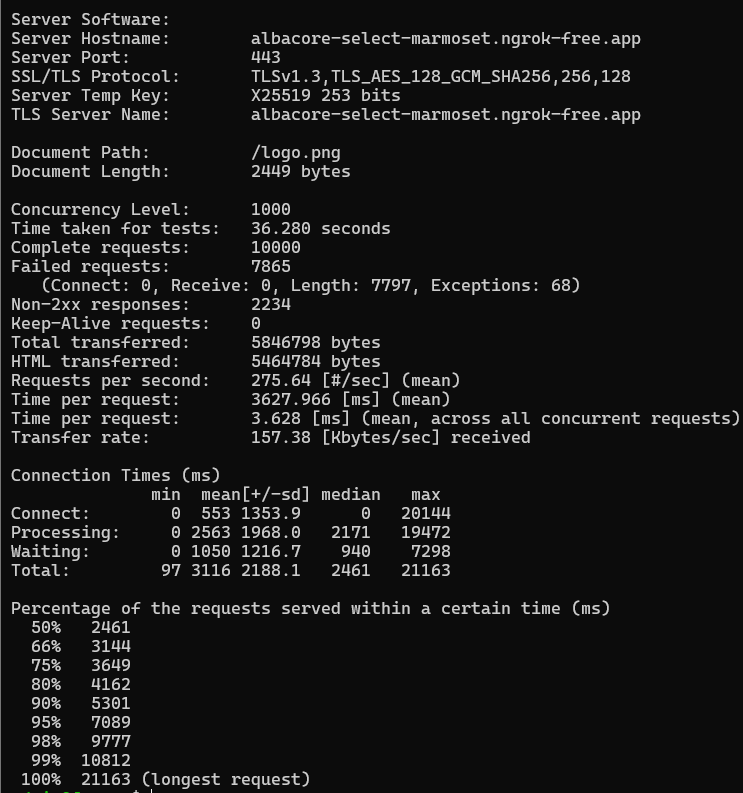 Server Software:
Server Hostname:        albacore-select-marmoset.ngrok-free.app
Server Port:            443
SSL/TLS Protocol:       TLSv1.3,TLS_AES_128_GCM_SHA256,256,128
Server Temp Key:        X25519 253 bits
TLS Server Name:        albacore-select-marmoset.ngrok-free.app

Document Path:          /logo.png
Document Length:        2449 bytes

Concurrency Level:      1000
Time taken for tests:   36.280 seconds
Complete requests:      10000
Failed requests:        7865
   (Connect: 0, Receive: 0, Length: 7797, Exceptions: 68)
Non-2xx responses:      2234
Keep-Alive requests:    0
Total transferred:      5846798 bytes
HTML transferred:       5464784 bytes
Requests per second:    275.64 [#/sec] (mean)
Time per request:       3627.966 [ms] (mean)
Time per request:       3.628 [ms] (mean, across all concurrent requests)
Transfer rate:          157.38 [Kbytes/sec] received

Connection Times (ms)
              min  mean[+/-sd] median   max
Connect:        0  553 1353.9      0   20144
Processing:     0 2563 1968.0   2171   19472
Waiting:        0 1050 1216.7    940    7298
Total:         97 3116 2188.1   2461   21163

Percentage of the requests served within a certain time (ms)
  50%   2461
  66%   3144
  75%   3649
  80%   4162
  90%   5301
  95%   7089
  98%   9777
  99%  10812
 100%  21163 (longest request)